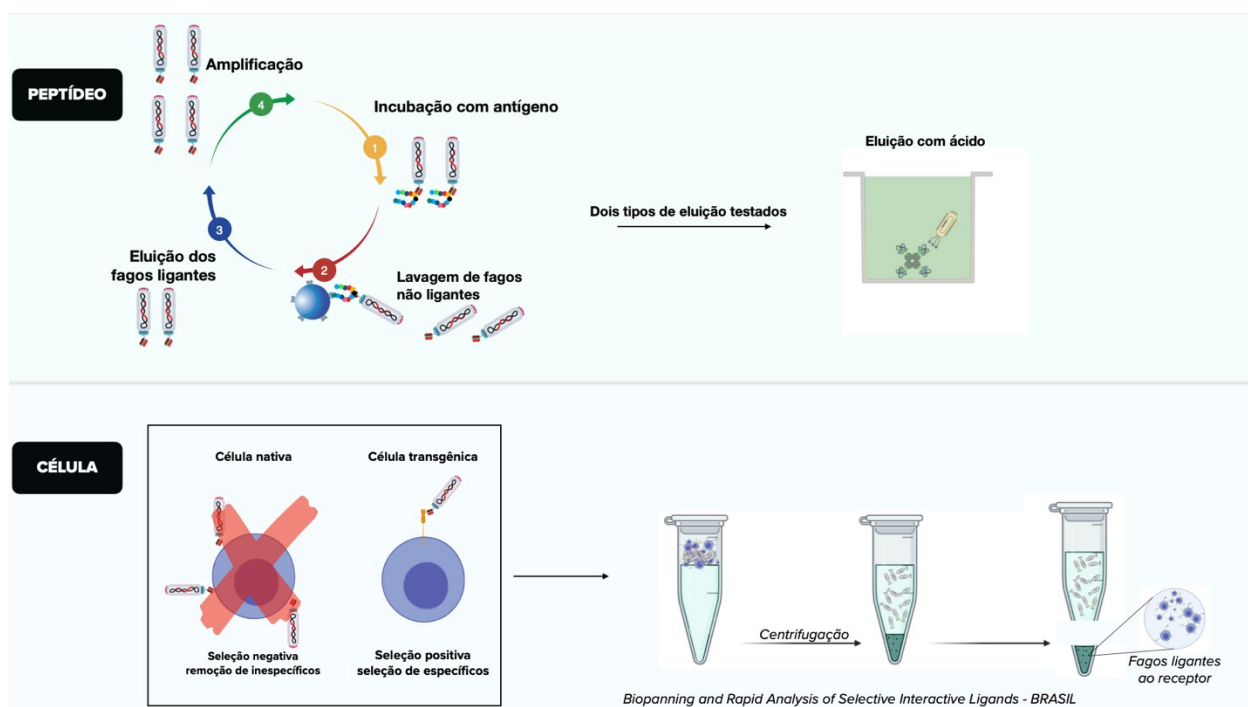 PEPTÍDEO
Amplificação
4
Incubação com antígeno
1
3
2
Eluição dos
fagos ligantes
Lavagem de fagos
não ligantes
Dois tipos de eluição testados
Eluição com ácido
CÉLULA
Célula nativa
Célula transgênica
Seleção negativa
remoção de inespecíficos
Seleção positiva
seleção de específicos
Centrifugação
Fagos ligantes
ao receptor
Biopanning and Rapid Analysis of Selective Interactive Ligands - BRASIL